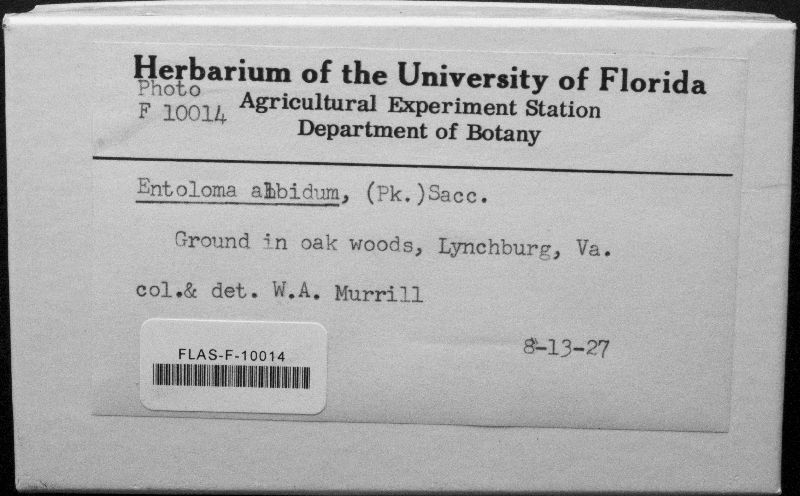 Herbarium of the University of Florida
Photo
F 10014
Agricultural Experiment Station
Department of Botany
Entoloma albidum, (Pk.)Sacc.
Ground in oak woods, Lynchburg, Va.
col.& det. W.A. Murrill
8-13-27
FLAS-F-10014